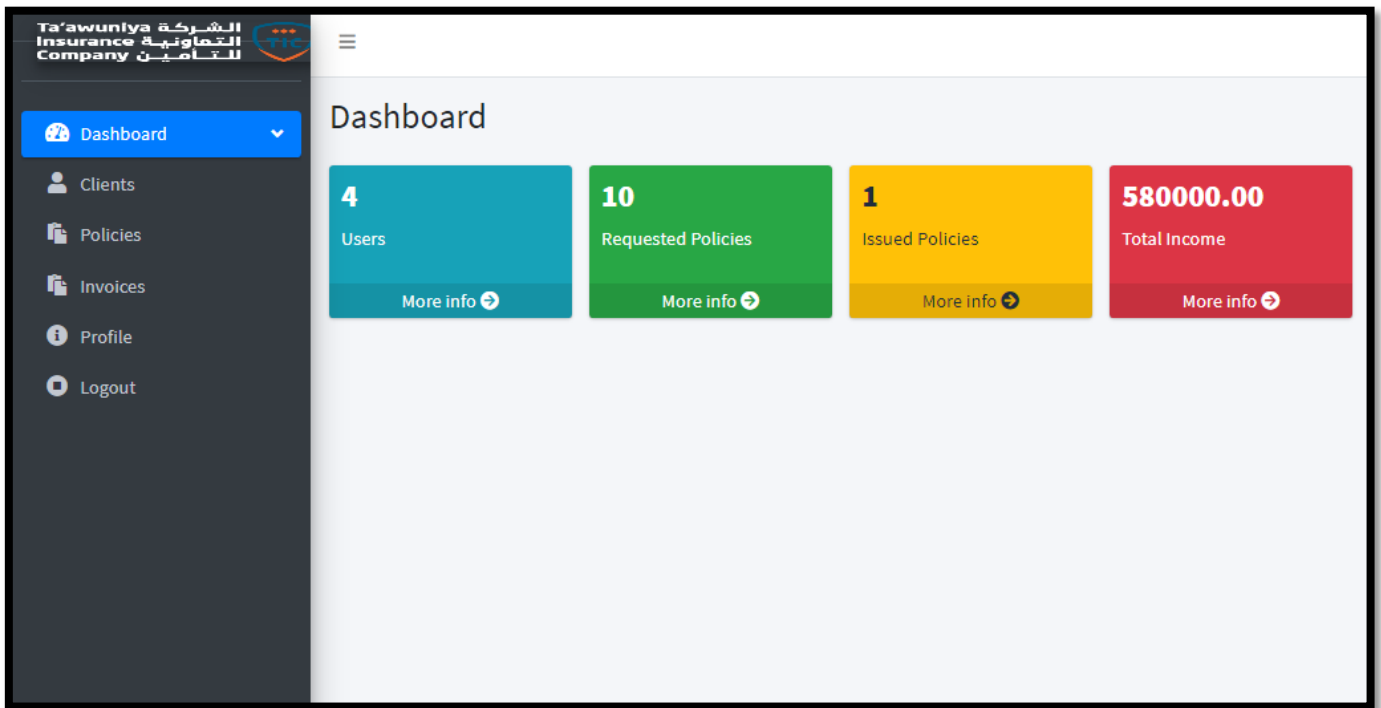 Ta'awuniya الشركة
Insurance التعاونية
Company للتأمين
TIC
Dashboard
Clients
Policies
Invoices
Profile
Logout
Dashboard
4
Users
More info
10
Requested Policies
More info
1
Issued Policies
More info
580000.00
Total Income
More info